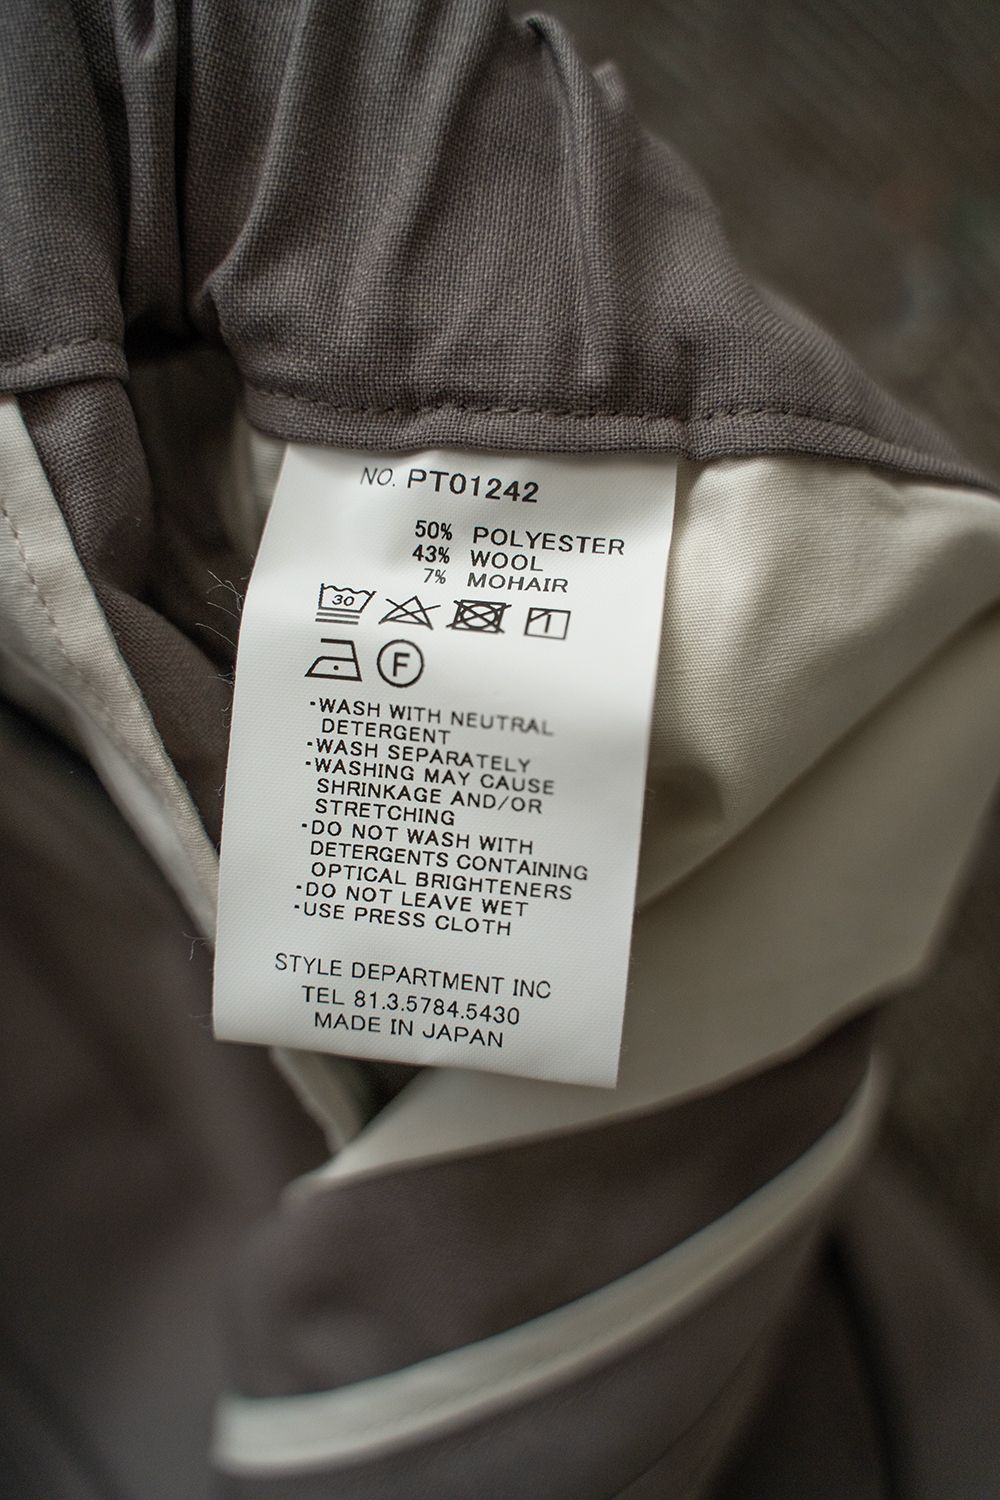 NO. PT01242
50% POLYESTER
43% WOOL
7% MOHAIR
30
F
·WASH WITH NEUTRAL
DETERGENT
·WASH SEPARATELY
·WASHING MAY CAUSE
SHRINKAGE AND/OR
STRETCHING
·DO NOT WASH WITH
DETERGENTS CONTAINING
OPTICAL BRIGHTENERS
·DO NOT LEAVE WET
·USE PRESS CLOTH
STYLE DEPARTMENT INC
TEL 81.3.5784.5430
MADE IN JAPAN